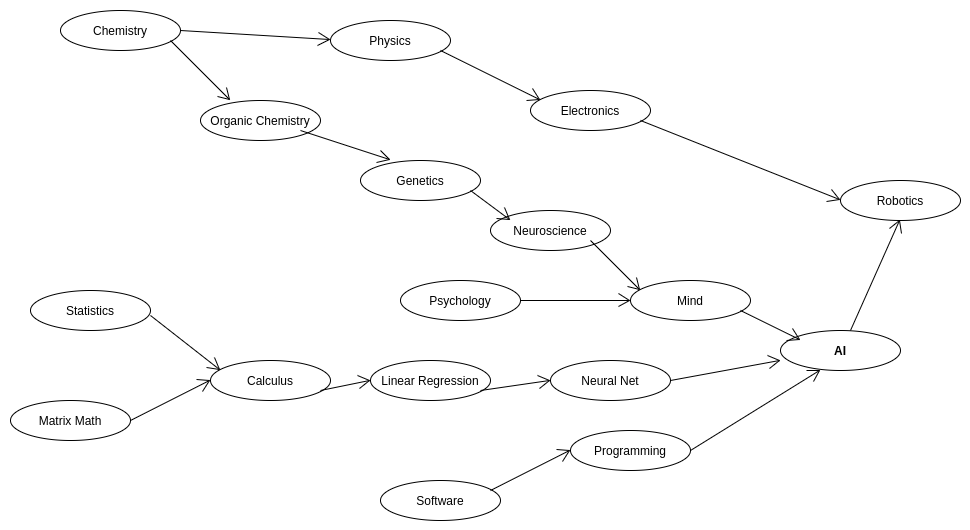 Chemistry
Physics
Organic Chemistry
Electronics
Genetics
Robotics
Neuroscience
Psychology
Mind
Statistics
AI
Calculus
Linear Regression
Neural Net
Matrix Math
Programming
Software